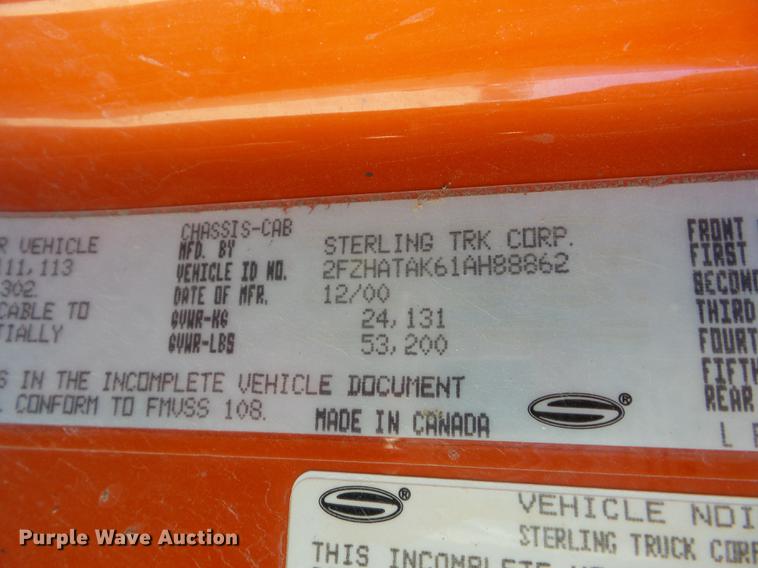 CHASSIS-CAB
R VEHICLE MFD. BY STERLING TRK CORP. FRONT
111,113 VEHICLE ID NO. 2FZHATAK61AH88862 FIRST
302. DATE OF MFR. 12/00 SECOND
CABLE TO GVWR-KG 24,131 THIRD
TIALLY GVWR-LBS 53,200 FOURT
FIFTH
S IN THE INCOMPLETE VEHICLE DOCUMENT REAR
CONFORM TO FMVSS 108. MADE IN CANADA S ®
L
S ® VEHICLE NOI
STERLING TRUCK CORP
THIS INCOMPLETE
Purple Wave Auction